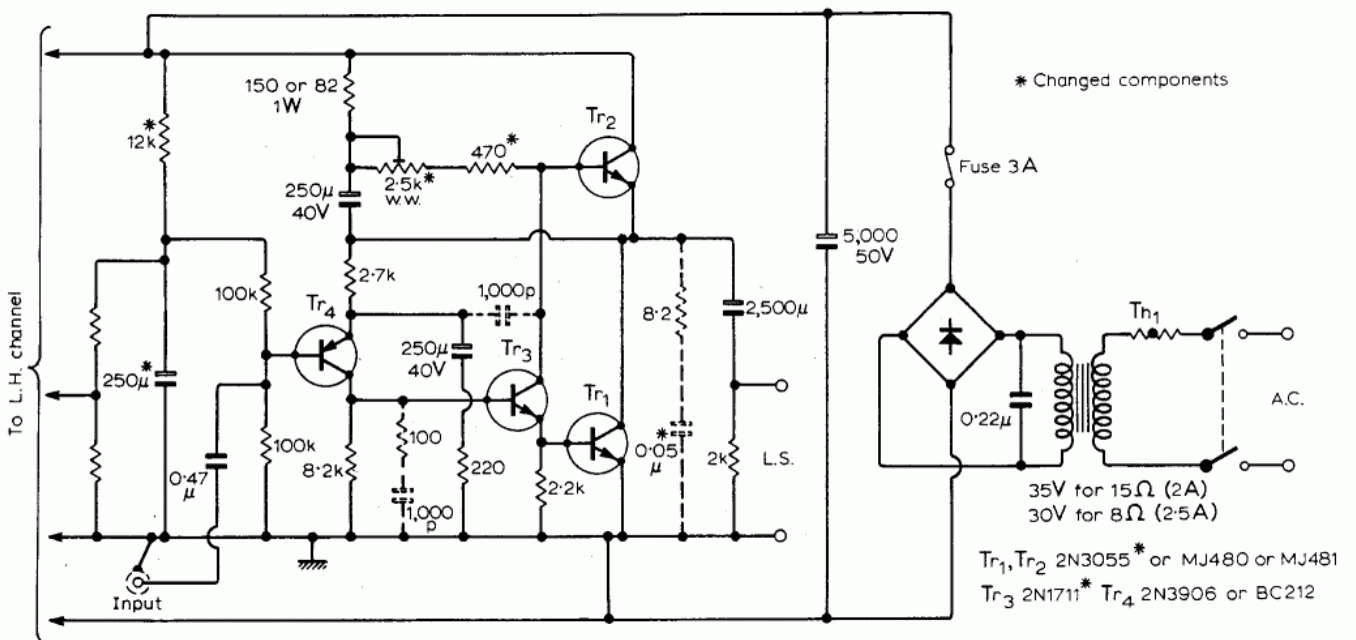 * Changed components
150 or 82
1W
Tr2
*
12k
470*
2·5k*
w.w.
Fuse 3A
250µ
40V
5,000
50V
2·7k
100k
Tr4
1,000p
8·2
2,500µ
Th1
To L.H. channel
250µ*
250µ
40V
Tr3
Tr1
A.C.
0·22µ
100
100k
8·2k
0·47
µ
220
2·2k
*
0·05
µ
2k
L.S.
1,000
p
35V for 15Ω (2A)
30V for 8Ω (2·5A)
Tr1, Tr2 2N3055* or MJ480 or MJ481
Tr3 2N1711* Tr4 2N3906 or BC212
Input